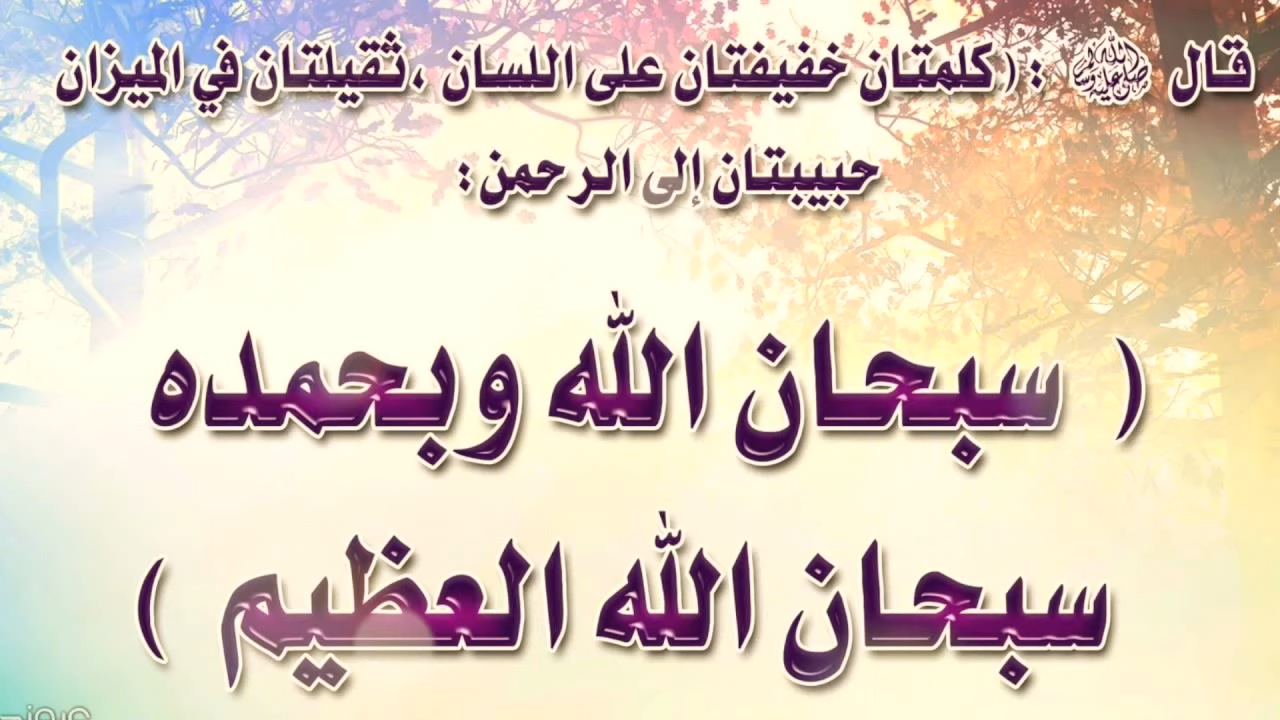 قال ﷺ : ( كلمتان خفيفتان على اللسان ، ثقيلتان في الميزان
حبيبتان إلى الرحمن :
( سبحان الله وبحمده
سبحان الله العظيم )